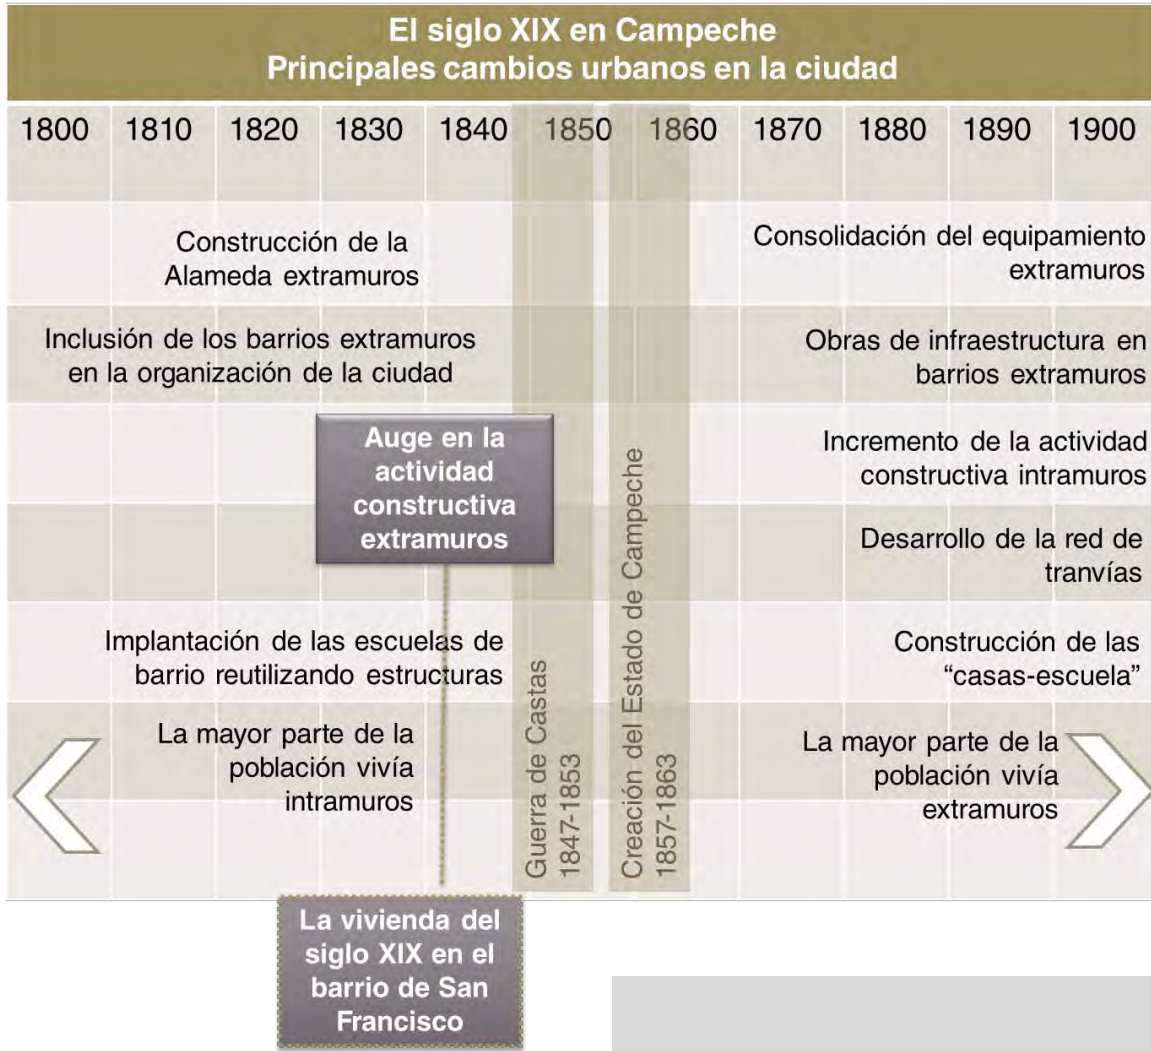 El siglo XIX en Campeche
Principales cambios urbanos en la ciudad
1800 1810 1820 1830 1840 1850 1860 1870 1880 1890 1900
Construcción de la
Alameda extramuros
Inclusión de los barrios extramuros
en la organización de la ciudad
Auge en la
actividad
constructiva
extramuros
Implantación de las escuelas de
barrio reutilizando estructuras
La mayor parte de la
población vivía
intramuros
Guerra de Castas
1847-1853
Creación del Estado de Campeche
1857-1863
Consolidación del equipamiento
extramuros
Obras de infraestructura en
barrios extramuros
Incremento de la actividad
constructiva intramuros
Desarrollo de la red de
tranvías
Construcción de las
“casas-escuela”
La mayor parte de la
población vivía
extramuros
La vivienda del
siglo XIX en el
barrio de San
Francisco